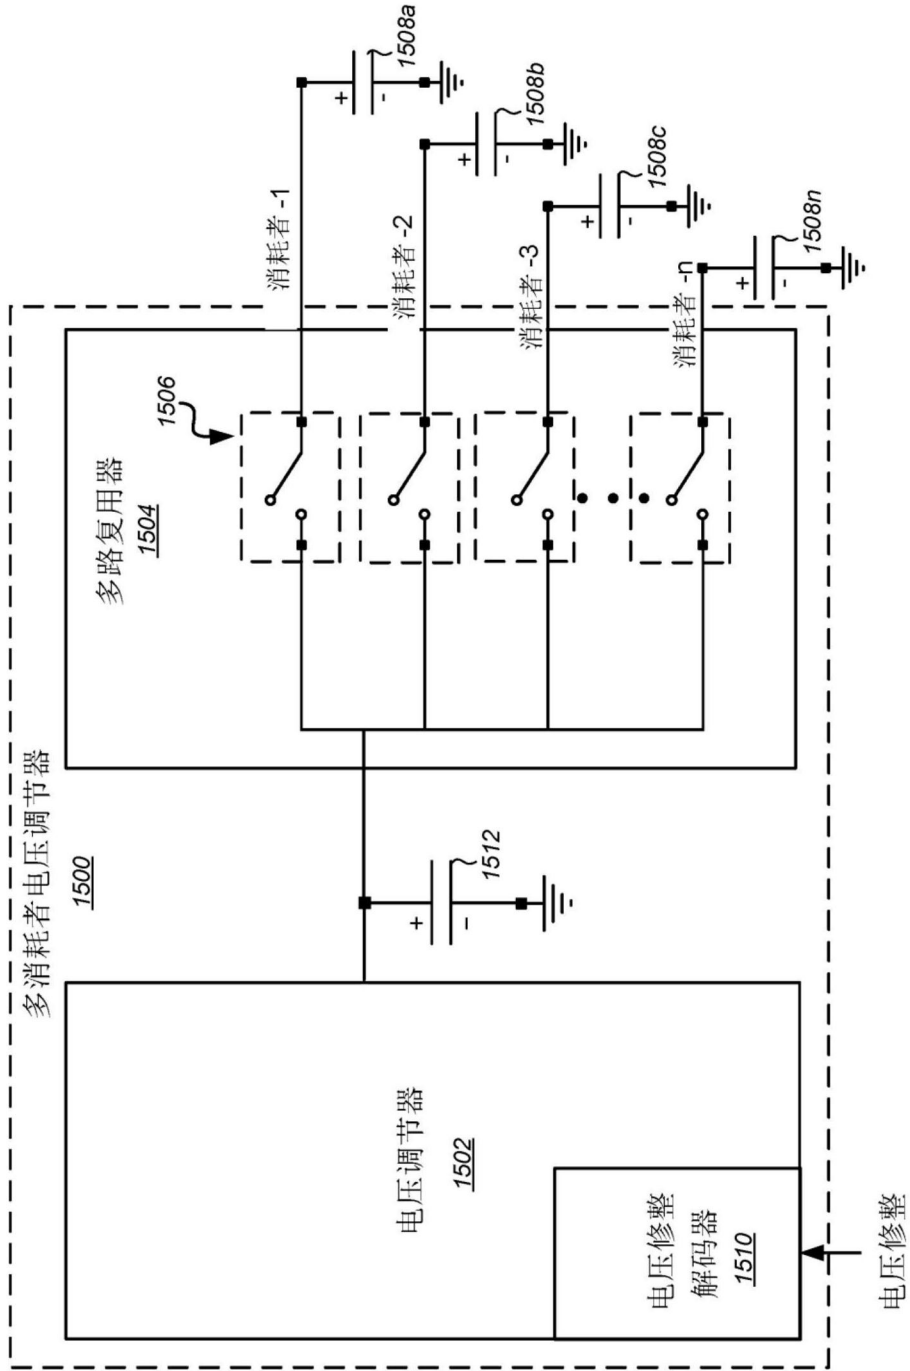 多消耗者电压调节器
1500
电压调节器
1502
电压修整
解码器
1510
电压修整
1512
多路复用器
1504
1506
消耗者-1
消耗者-2
消耗者-3
消耗者-n
+
-
1508a
+
-
1508b
+
-
1508c
+
-
1508n
+
-